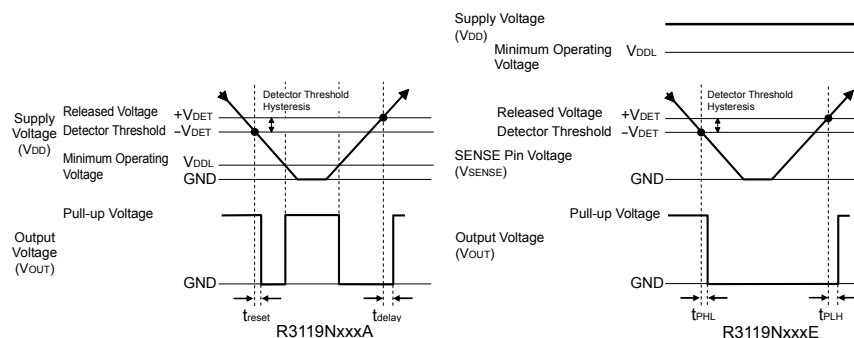 Supply Voltage
(VDD)
Minimum Operating
Voltage
VDDL
Supply
Voltage
(VDD)
Released Voltage
+VDET
Detector Threshold
−VDET
Detector Threshold
Hysteresis
Minimum Operating
Voltage
VDDL
GND
Pull-up Voltage
Output
Voltage
(VOUT)
GND
treset
tdelay
R3119NxxxA
Released Voltage
+VDET
Detector Threshold
−VDET
Detector Threshold
Hysteresis
SENSE Pin Voltage
(VSENSE)
GND
Pull-up Voltage
Output Voltage
(VOUT)
GND
tPHL
tPLH
R3119NxxxE